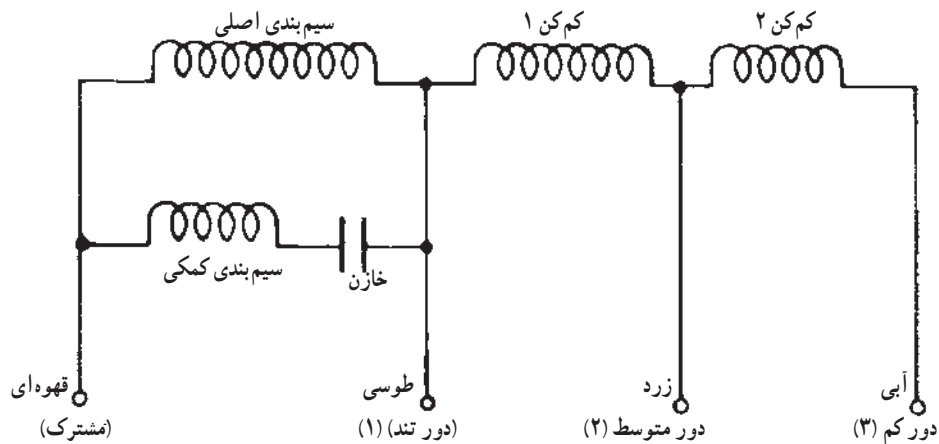 سیم‌بندی اصلی
کم‌کن ۱
کم‌کن ۲
سیم‌بندی کمکی
خازن
قهوه‌ای
(مشترک)
طوسی
(دور تند) (۱)
زرد
دور متوسط (۲)
آبی
دور کم (۳)